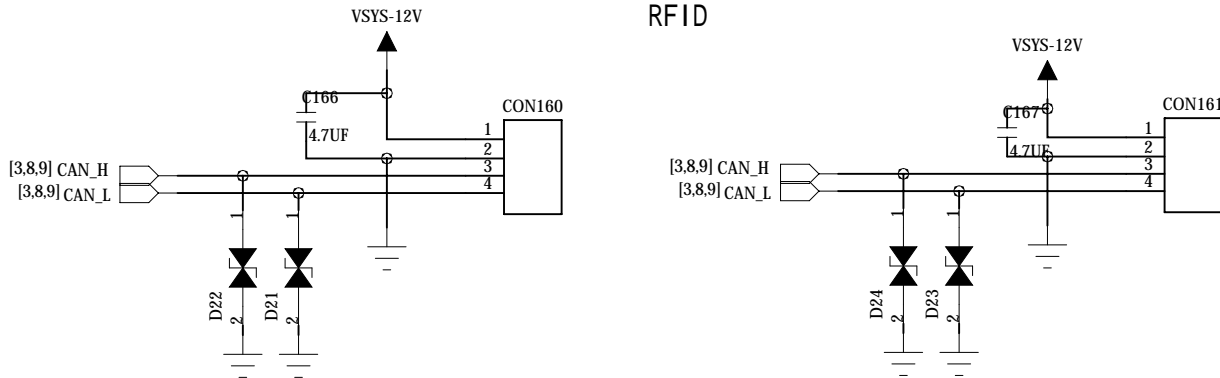 RFID
VSYS-12V
C166
4.7UF
CON160
1
2
3
4
[3,8,9] CAN_H
[3,8,9] CAN_L
1
1
D22
D21
2
2
VSYS-12V
C167
4.7UF
CON161
1
2
3
4
[3,8,9] CAN_H
[3,8,9] CAN_L
1
1
D24
D23
2
2